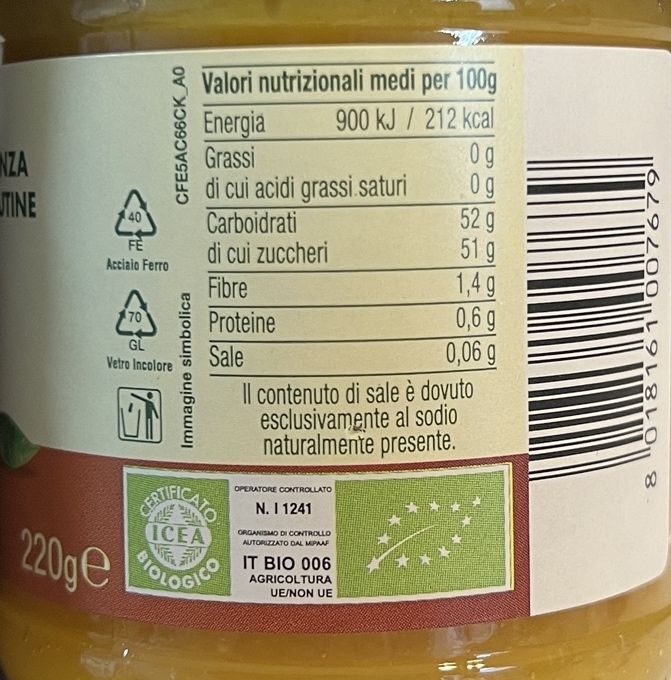 NZA
UTINE
40
FE
Acciaio Ferro
70
GL
Vetro Incolore
CFE5AC66CK_A0
Immagine simbolica
Valori nutrizionali medi per 100g
Energia 900 kJ / 212 kcal
Grassi 0 g
di cui acidi grassi saturi 0 g
Carboidrati 52 g
di cui zuccheri 51 g
Fibre 1,4 g
Proteine 0,6 g
Sale 0,06 g
Il contenuto di sale è dovuto
esclusivamente al sodio
naturalmente presente.
220g e
CERTIFICATO
ICEA
BIOLOGICO
OPERATORE CONTROLLATO
N. I 1241
ORGANISMO DI CONTROLLO
AUTORIZZATO DAL MIPAAF
IT BIO 006
AGRICOLTURA
UE/NON UE
8 018161 007679